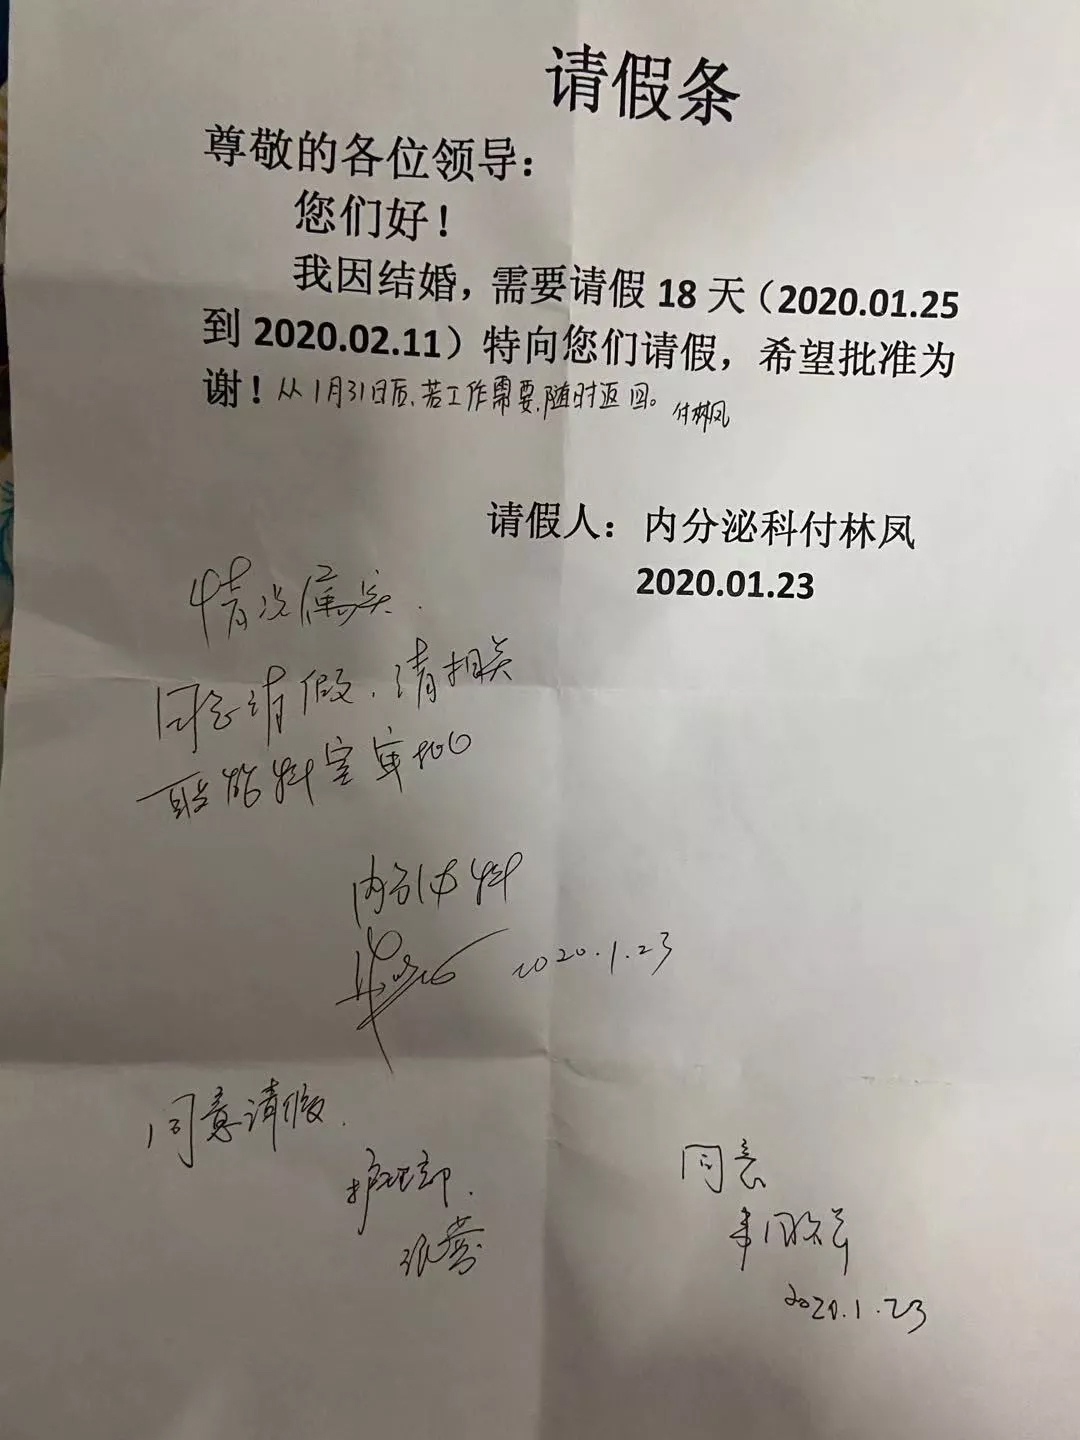 请假条
尊敬的各位领导：
您们好！
我因结婚，需要请假 18 天（2020.01.25
到 2020.02.11）特向您们请假，希望批准为
谢！从1月31日后、若工作需要，随时返回。付林凤
请假人：内分泌科付林凤
2020.01.23
情况属实.
同意请假.请相关
职能科室审批
内分泌科
2020.1.23
同意请假.
护理部.
同意
2020.1.23